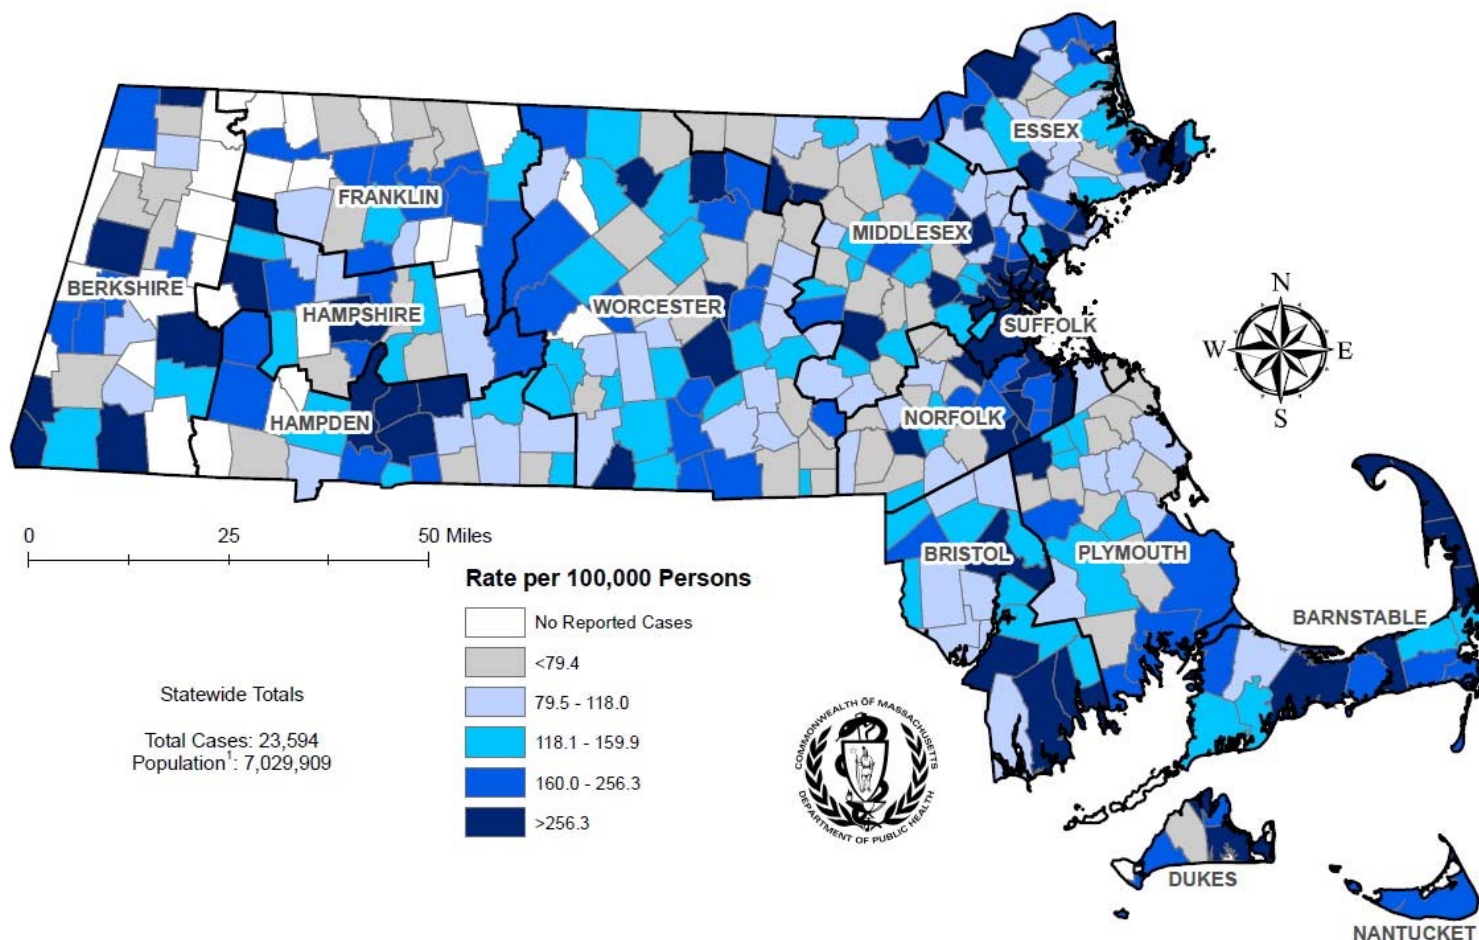 ESSEX
FRANKLIN
MIDDLESEX
BERKSHIRE
HAMPSHIRE
WORCESTER
SUFFOLK
N
W
E
S
HAMPDEN
NORFOLK
0
25
50 Miles
BRISTOL
PLYMOUTH
BARNSTABLE
Rate per 100,000 Persons
No Reported Cases
<79.4
79.5 - 118.0
118.1 - 159.9
160.0 - 256.3
>256.3
Statewide Totals
Total Cases: 23,594
Population¹: 7,029,909
COMMONWEALTH OF MASSACHUSETTS
DEPARTMENT OF PUBLIC HEALTH
DUKES
NANTUCKET